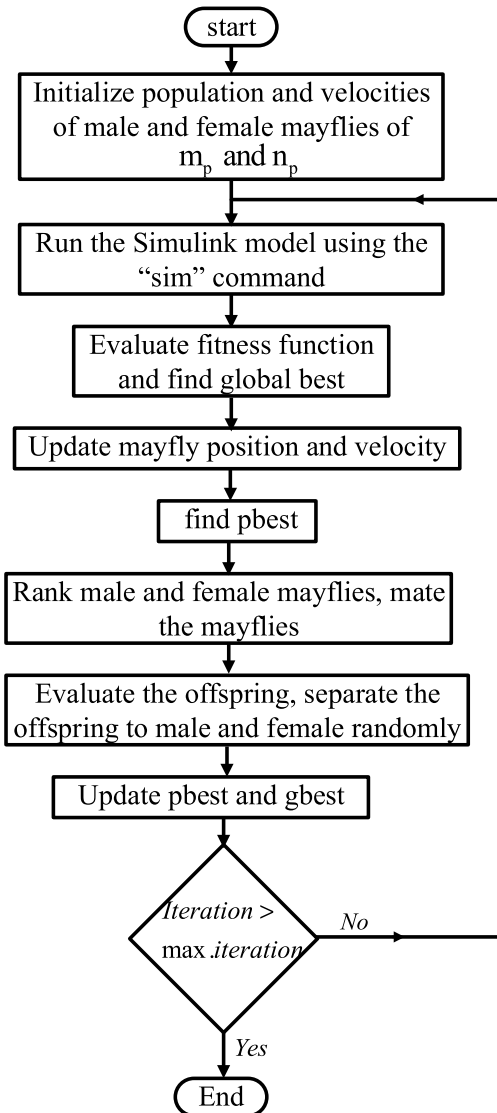 start
Initialize population and velocities
of male and female mayflies of
m_p and n_p
Run the Simulink model using the
“sim” command
Evaluate fitness function
and find global best
Update mayfly position and velocity
find pbest
Rank male and female mayflies, mate
the mayflies
Evaluate the offspring, separate the
offspring to male and female randomly
Update pbest and gbest
Iteration >
max.iteration
No
Yes
End